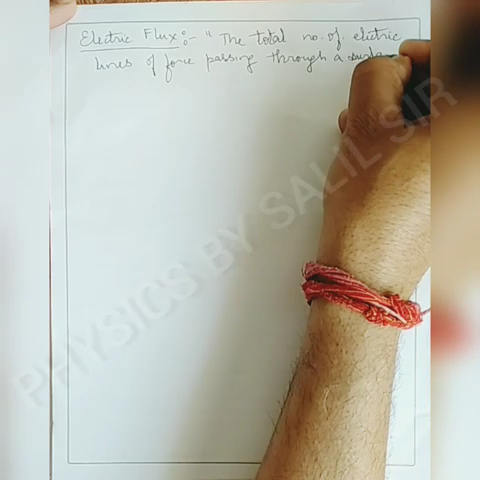 Electric Flux:- " The total no. of electric
lines of force passing through a
PHYSICS BY SALIL SIR